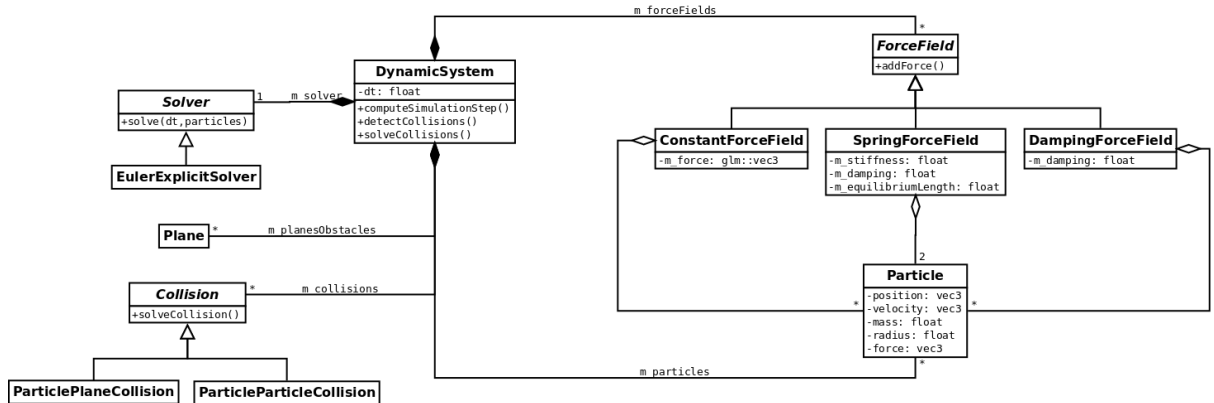 m_forceFields
*
ForceField
+addForce()
DynamicSystem
-dt: float
+computeSimulationStep()
+detectCollisions()
+solveCollisions()
1
m_solver
Solver
+solve(dt,particles)
EulerExplicitSolver
ConstantForceField
-m_force: glm::vec3
SpringForceField
-m_stiffness: float
-m_damping: float
-m_equilibriumLength: float
DampingForceField
-m_damping: float
Plane
*
m_planesObstacles
2
Particle
-position: vec3
-velocity: vec3
-mass: float
-radius: float
-force: vec3
*
*
*
Collision
+solveCollision()
*
m_collisions
ParticlePlaneCollision
ParticleParticleCollision
m_particles